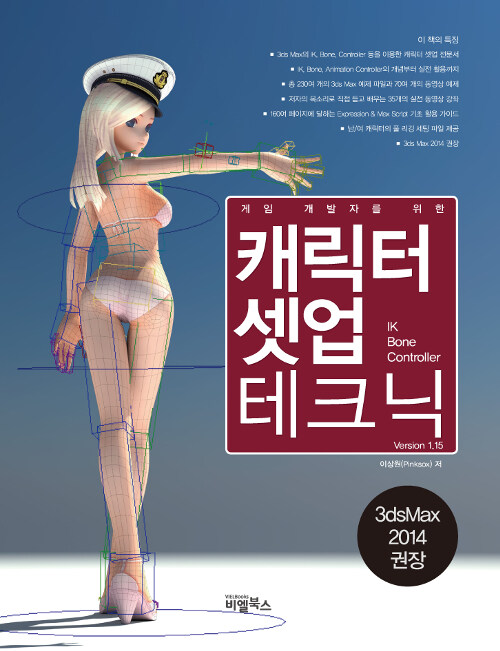 이 책의 특징
■ 3ds Max의 IK, Bone, Controller 등을 이용한 캐릭터 셋업 전문서
■ IK, Bone, Animation Controller의 개념부터 실전 활용까지
■ 총 230여 개의 3ds Max 예제 파일과 70여 개의 동영상 예제
■ 저자의 목소리로 직접 듣고 배우는 35개의 실전 동영상 강좌
■ 160여 페이지에 달하는 Expression & Max Script 기초 활용 가이드
■ 남/여 캐릭터의 풀 리깅 세팅 파일 제공
■ 3ds Max 2014 권장
게임 개발자를 위한
캐릭터
셋업
IK
Bone
Controller
테크닉
Version 1.15
이상원(Pinksox) 저
3dsMax
2014
권장
VIELBooks
비엘북스